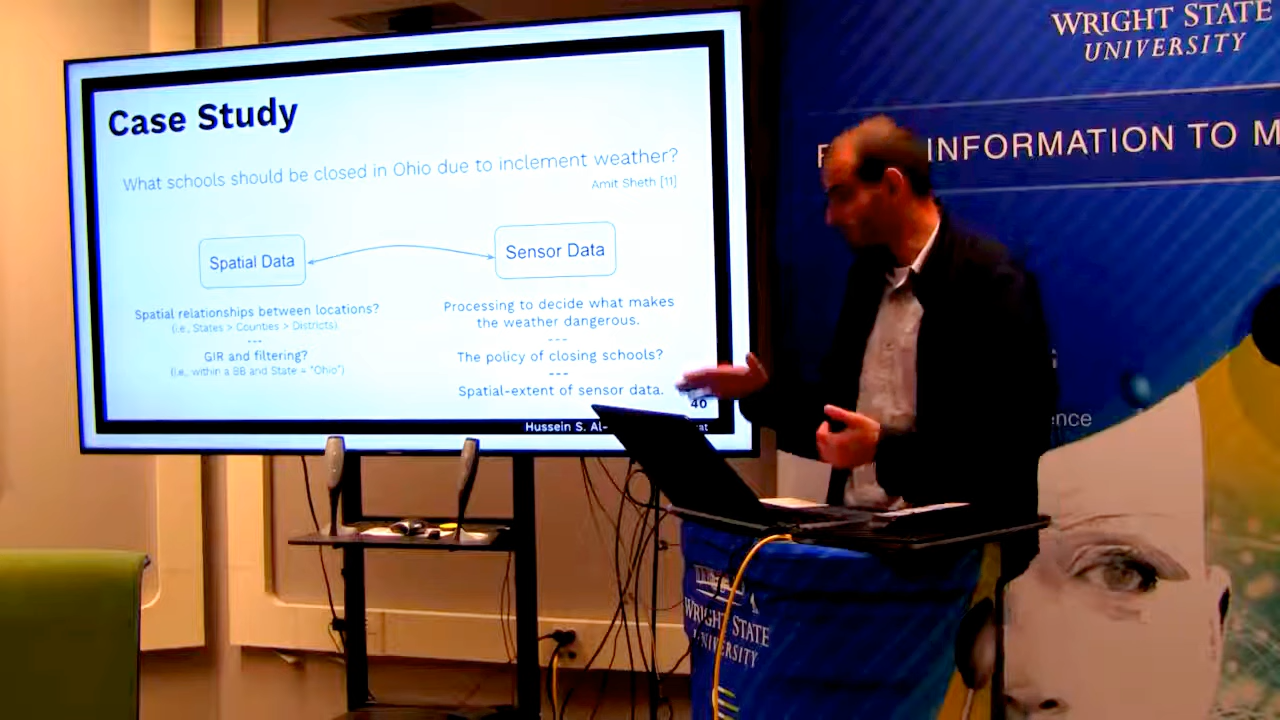 Case Study
What schools should be closed in Ohio due to inclement weather?
Amit Sheth [11]
Spatial Data
Sensor Data
Spatial relationships between locations?
(i.e., States > Counties > Districts)
---
GIR and filtering?
(i.e., within a BB and State = "Ohio")
Processing to decide what makes
the weather dangerous.
---
The policy of closing schools?
---
Spatial-extent of sensor data.
40
Hussein S. Al-
WRIGHT STATE
UNIVERSITY
INFORMATION TO M
WRIGHT STATE
UNIVERSITY